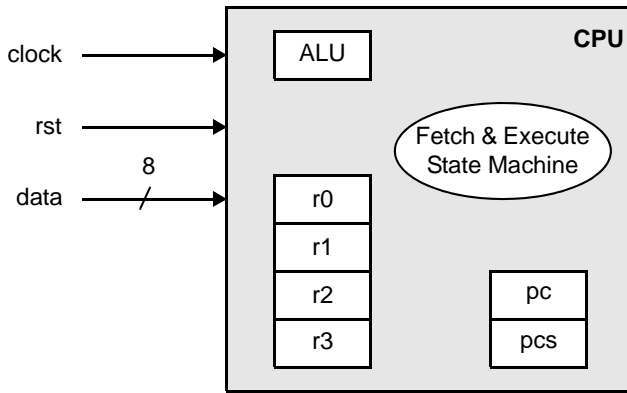 clock
ALU
CPU
rst
Fetch & Execute
State Machine
8
data
r0
r1
r2
r3
pc
pcs